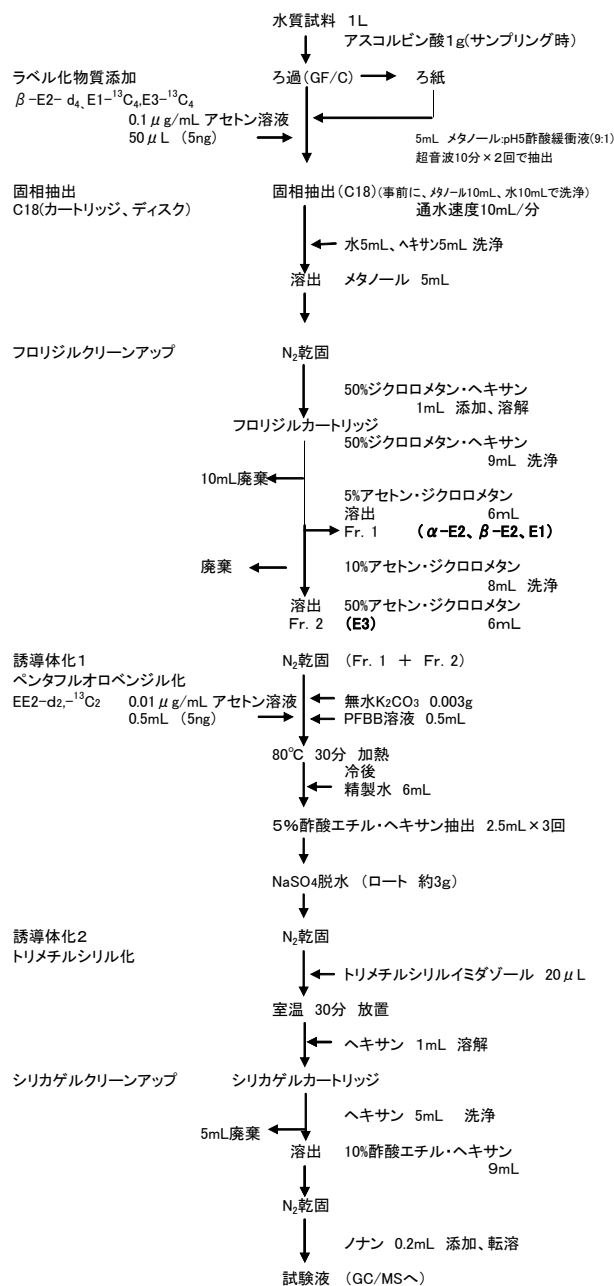 水質試料 1L
アスコルビン酸1g(サンプリング時)
ラベル化物質添加
ろ過(GF/C)
ろ紙
β-E2- d₄、E1-¹³C₄,E3-¹³C₄
0.1μg/mL アセトン溶液
50μL (5ng)
5mL メタノール:pH5酢酸緩衝液(9:1)
超音波10分×2回で抽出
固相抽出
固相抽出(C18)(事前に、メタノール10mL、水10mLで洗浄)
C18(カートリッジ、ディスク)
通水速度10mL/分
水5mL、ヘキサン5mL 洗浄
溶出 メタノール 5mL
フロリジルクリーンアップ
N₂乾固
50%ジクロロメタン・ヘキサン
1mL 添加、溶解
フロリジルカートリッジ
50%ジクロロメタン・ヘキサン
9mL 洗浄
10mL廃棄
5%アセトン・ジクロロメタン
溶出 6mL
Fr. 1 (α-E2、β-E2、E1)
廃棄
10%アセトン・ジクロロメタン
8mL 洗浄
溶出 50%アセトン・ジクロロメタン
Fr. 2 (E3) 6mL
誘導体化1
N₂乾固 (Fr. 1 + Fr. 2)
ペンタフルオロベンジル化
EE2-d₂,-¹³C₂ 0.01μg/mL アセトン溶液
無水K₂CO₃ 0.003g
0.5mL (5ng)
PFBB溶液 0.5mL
80℃ 30分 加熱
冷後
精製水 6mL
5%酢酸エチル・ヘキサン抽出 2.5mL×3回
NaSO₄脱水 (ロート 約3g)
誘導体化2
N₂乾固
トリメチルシリル化
トリメチルシリルイミダゾール 20μL
室温 30分 放置
ヘキサン 1mL 溶解
シリカゲルクリーンアップ
シリカゲルカートリッジ
ヘキサン 5mL 洗浄
5mL廃棄
溶出 10%酢酸エチル・ヘキサン
9mL
N₂乾固
ノナン 0.2mL 添加、転溶
試験液 (GC/MSへ)